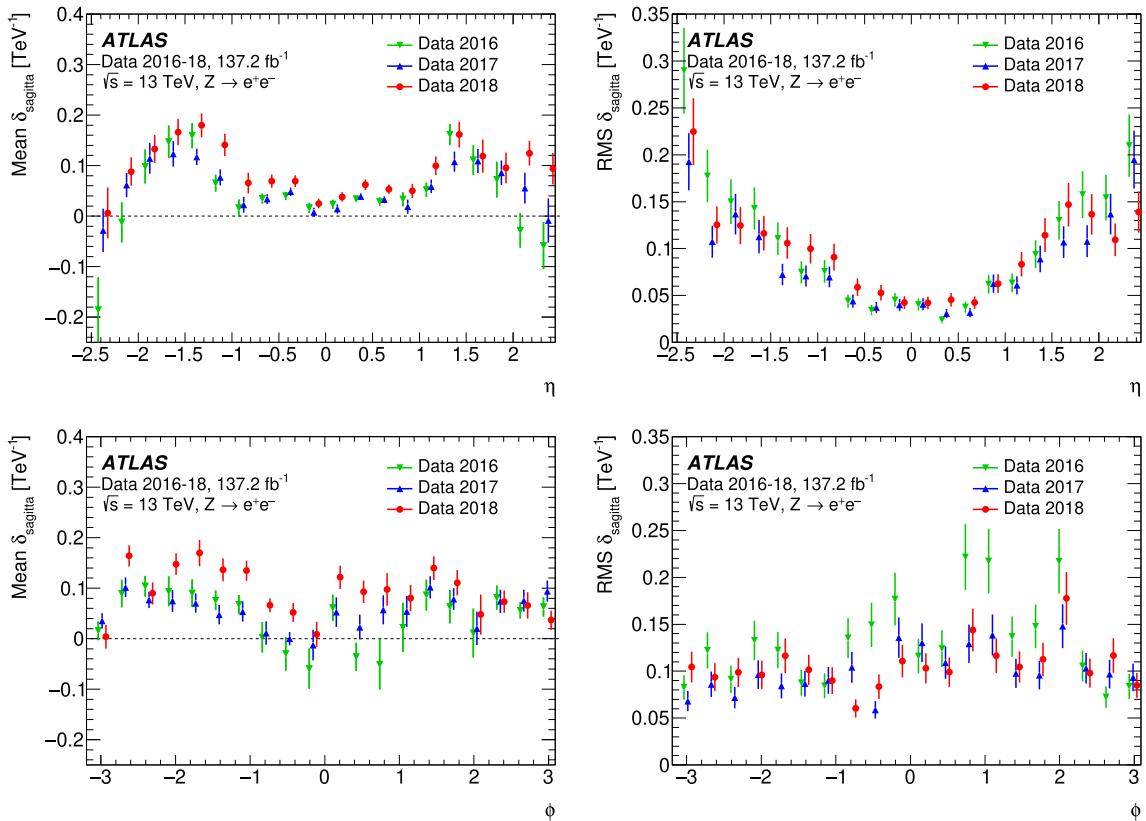 Mean δsagitta [TeV⁻¹]
ATLAS
Data 2016-18, 137.2 fb⁻¹
√s = 13 TeV, Z → e⁺e⁻
Data 2016
Data 2017
Data 2018
0.4
0.3
0.2
0.1
0
−0.1
−0.2
−2.5 −2 −1.5 −1 −0.5 0 0.5 1 1.5 2
η
RMS δsagitta [TeV⁻¹]
ATLAS
Data 2016-18, 137.2 fb⁻¹
√s = 13 TeV, Z → e⁺e⁻
Data 2016
Data 2017
Data 2018
0.35
0.3
0.25
0.2
0.15
0.1
0.05
0
−2.5 −2 −1.5 −1 −0.5 0 0.5 1 1.5 2
η
Mean δsagitta [TeV⁻¹]
ATLAS
Data 2016-18, 137.2 fb⁻¹
√s = 13 TeV, Z → e⁺e⁻
Data 2016
Data 2017
Data 2018
0.4
0.3
0.2
0.1
0
−0.1
−0.2
−3 −2 −1 0 1 2 3
ϕ
RMS δsagitta [TeV⁻¹]
ATLAS
Data 2016-18, 137.2 fb⁻¹
√s = 13 TeV, Z → e⁺e⁻
Data 2016
Data 2017
Data 2018
0.35
0.3
0.25
0.2
0.15
0.1
0.05
0
−3 −2 −1 0 1 2 3
ϕ